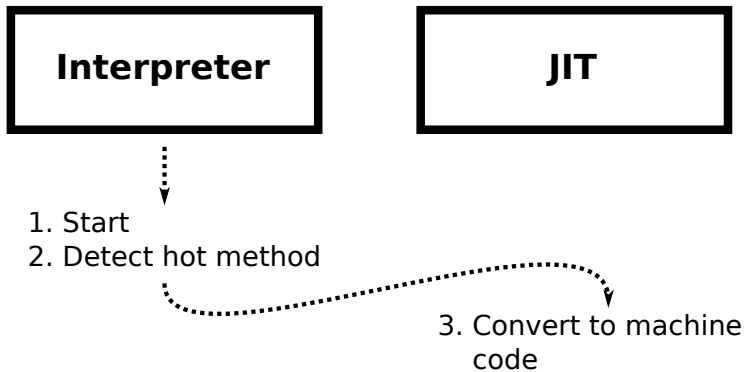 Interpreter
JIT
1. Start
2. Detect hot method
3. Convert to machine
code